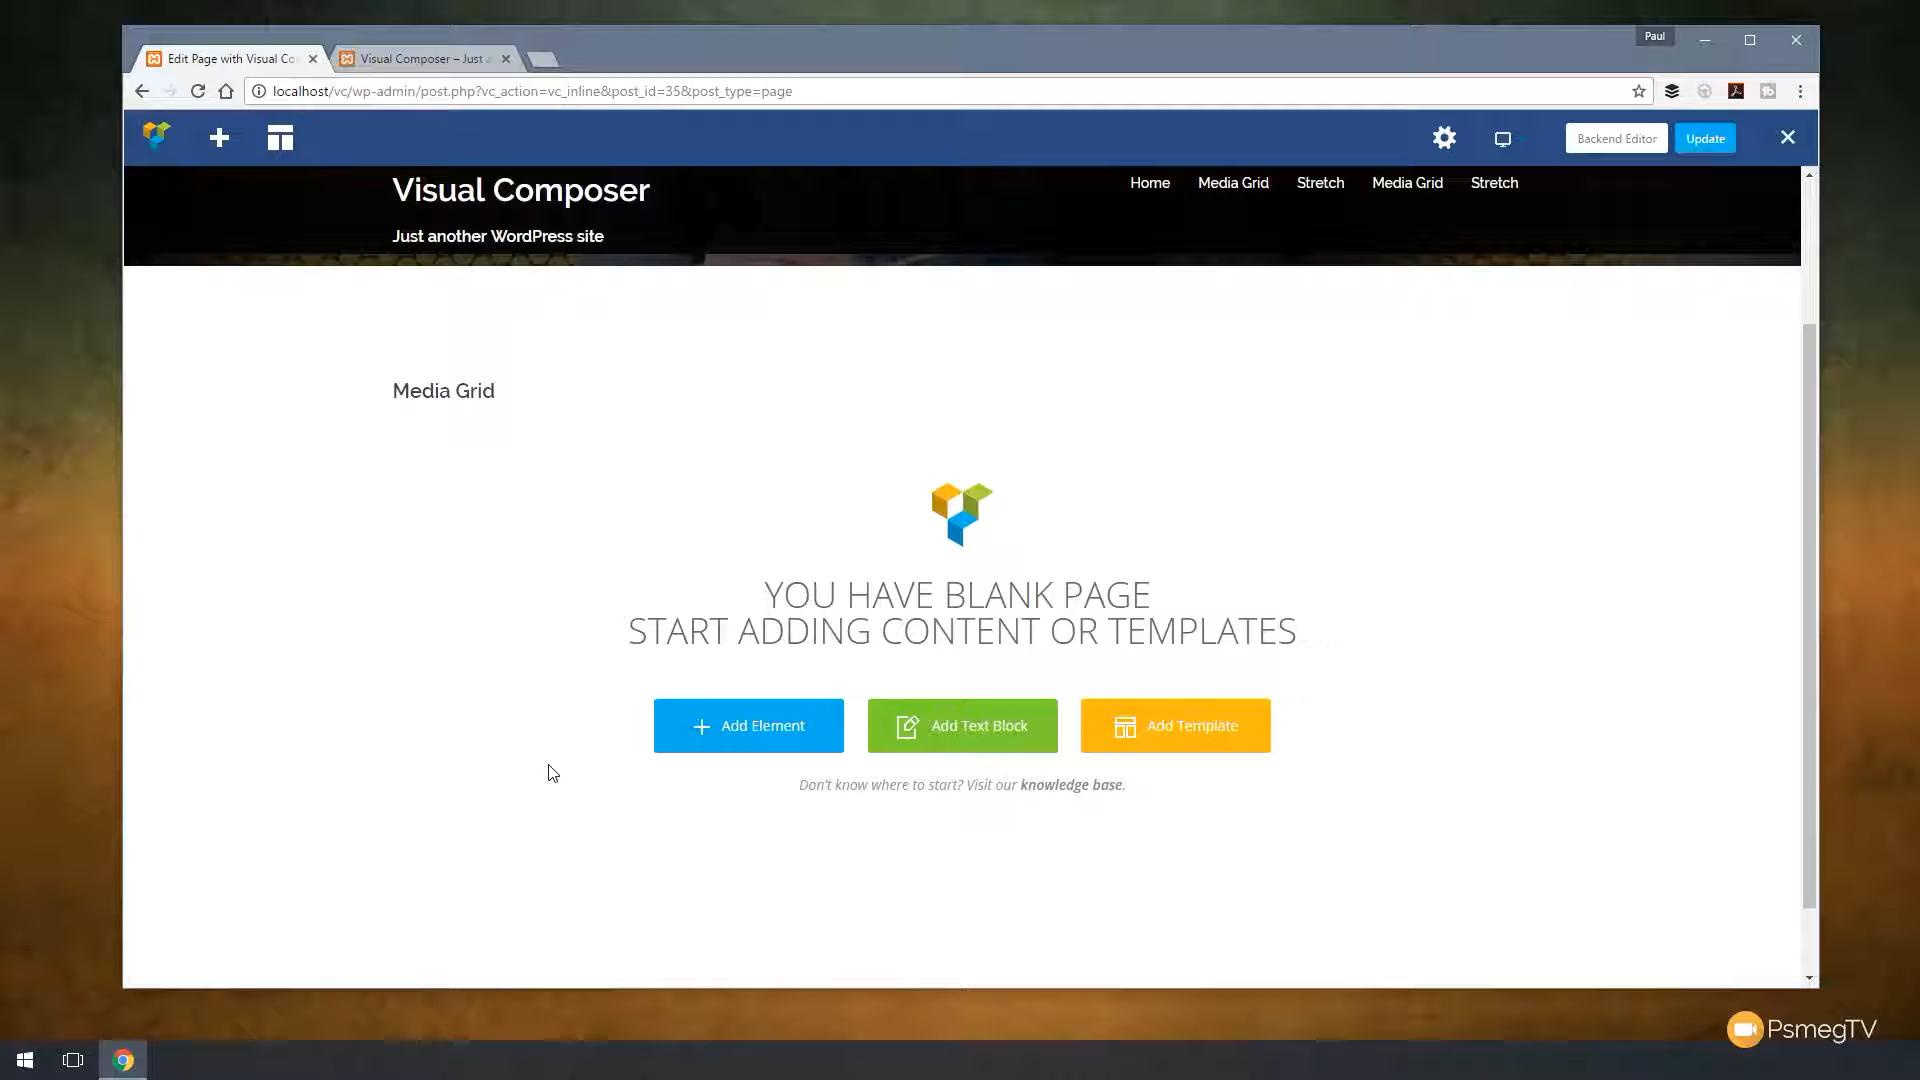 Paul
Edit Page with Visual Co
Visual Composer – Just a
localhost/vc/wp-admin/post.php?vc_action=vc_inline&post_id=35&post_type=page
Backend Editor
Update
Visual Composer
Home
Media Grid
Stretch
Media Grid
Stretch
Just another WordPress site
Media Grid
YOU HAVE BLANK PAGE
START ADDING CONTENT OR TEMPLATES
Add Element
Add Text Block
Add Template
Don't know where to start? Visit our knowledge base.
PsmegTV